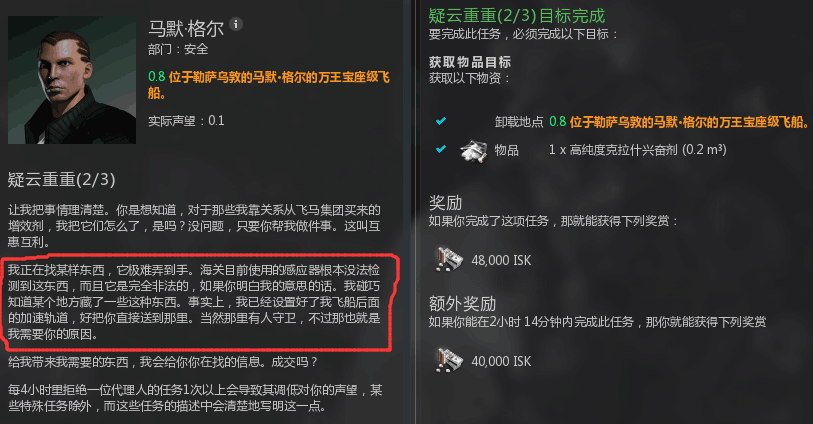 马默·格尔
部门：安全
0.8 位于勒萨乌敦的马默·格尔的万王宝座级飞
船。
实际声望：0.1
疑云重重(2/3)
让我把事情理清楚。你是想知道，对于那些我靠关系从飞马集团买来的
增效剂，我把它们怎么了，是吗？没问题，只要你帮我做件事。这叫互
惠互利。
我正在找某样东西，它极难弄到手。海关目前使用的感应器根本没法检
测到这东西，而且它是完全非法的，如果你明白我的意思的话。我碰巧
知道某个地方藏了一些这种东西。事实上，我已经设置好了我飞船后面
的加速轨道，好把你直接送到那里。当然那里有人守卫，不过那也就是
我需要你的原因。
给我带来我需要的东西，我会给你你在找的信息。成交吗？
每4小时里拒绝一位代理人的任务1次以上会导致其调低对你的声望，某
些特殊任务除外，而这些任务的描述中会清楚地写明这一点。
疑云重重(2/3)目标完成
要完成此任务，必须完成以下目标：
获取物品目标
获取以下物资：
卸载地点 0.8 位于勒萨乌敦的马默·格尔的万王宝座级飞船。
物品 1 x 高纯度克拉什兴奋剂 (0.2 m³)
奖励
如果你完成了这项任务，那就能获得下列奖赏：
48,000 ISK
额外奖励
如果你能在2小时 14分钟内完成此任务，那你就能获得下列奖赏
40,000 ISK